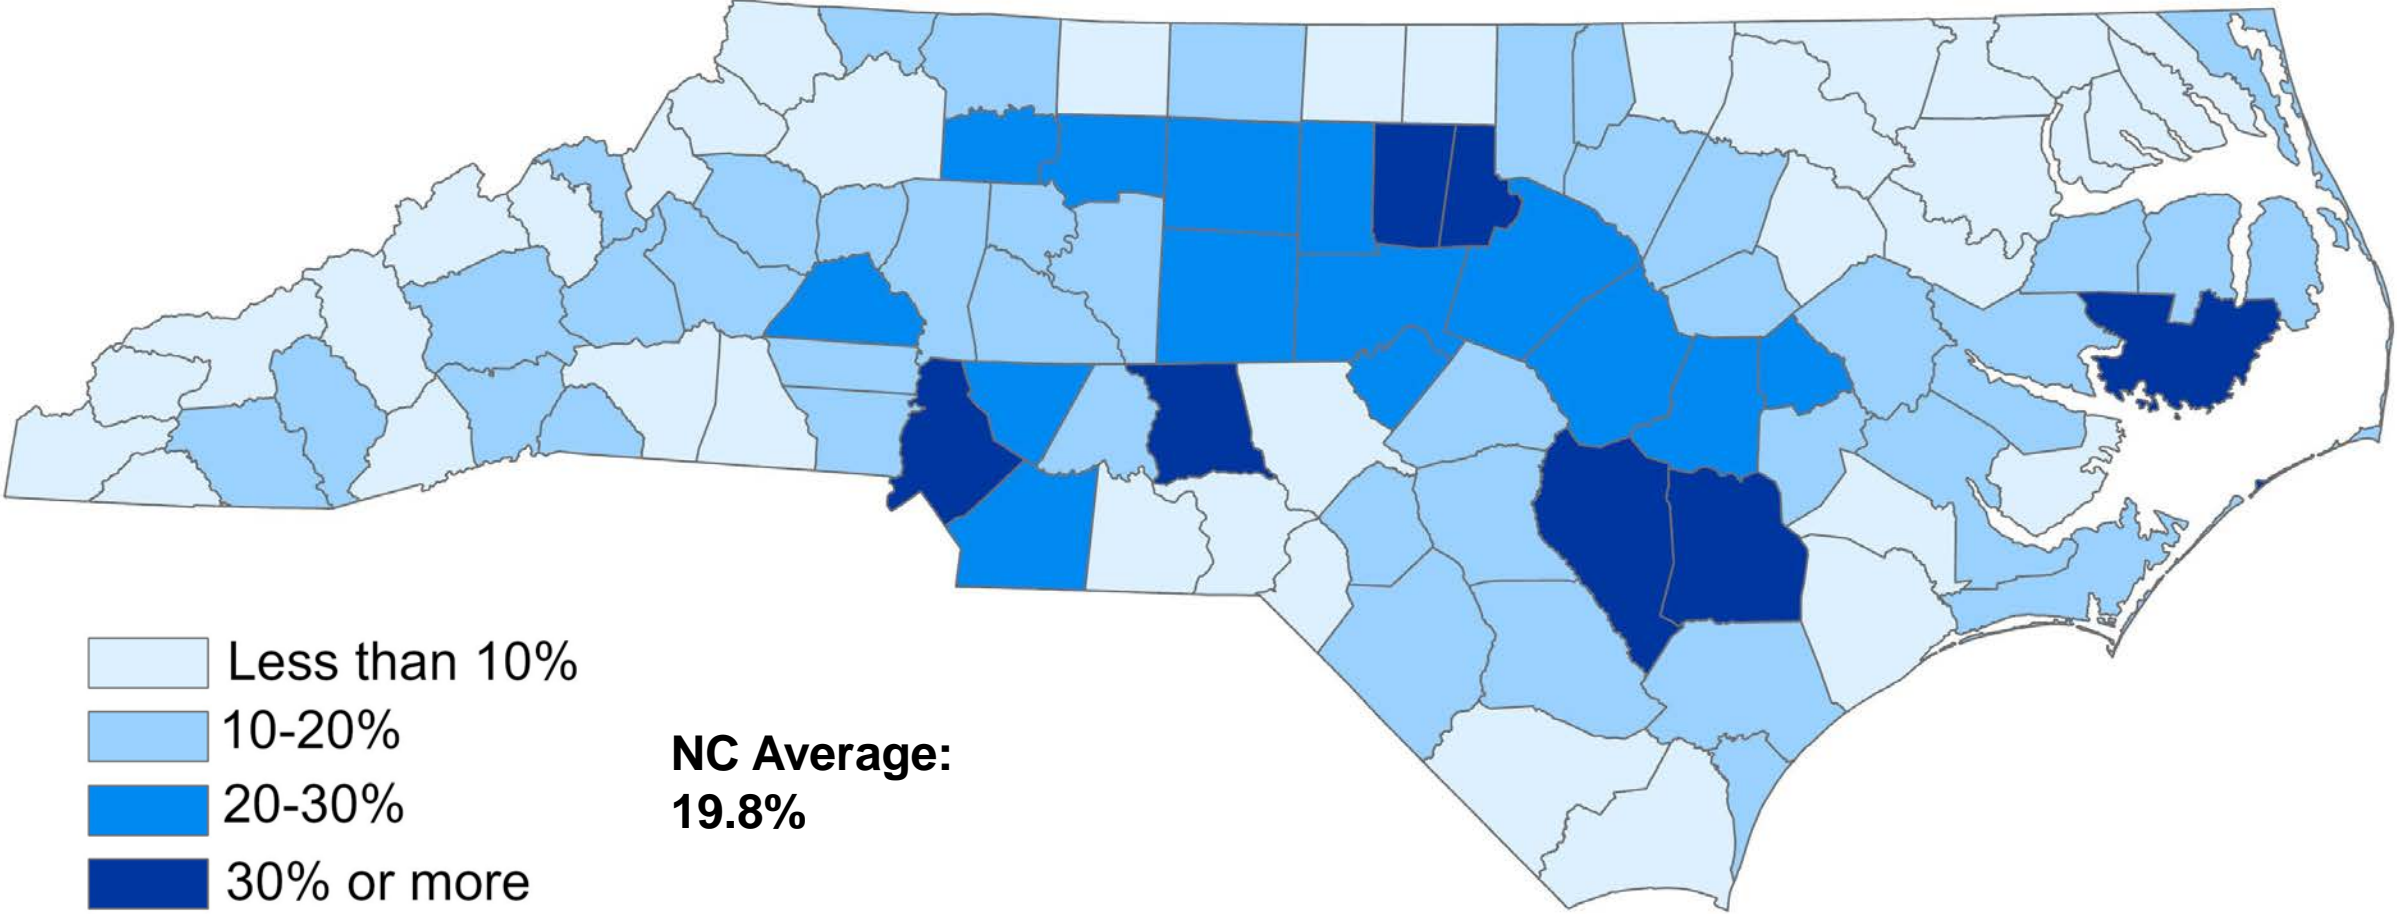 Less than 10%
10-20%
20-30%
30% or more
NC Average:
19.8%